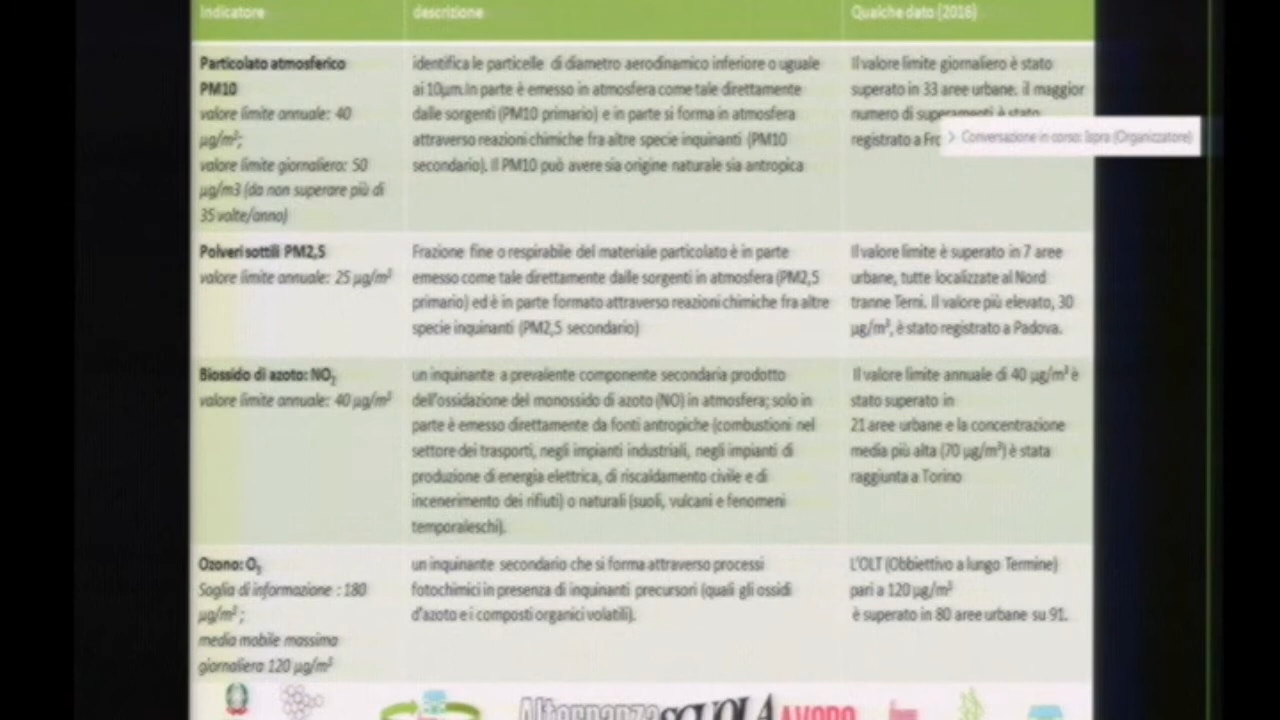 Indicatore
descrizione
Qualche dato (2016)
Particolato atmosferico
PM10
valore limite annuale: 40
µg/m³;
valore limite giornaliero: 50
µg/m3 (da non superare più di
35 volte/anno)
identifica le particelle di diametro aerodinamico inferiore o uguale
ai 10µm.In parte è emesso in atmosfera come tale direttamente
dalle sorgenti (PM10 primario) e in parte si forma in atmosfera
attraverso reazioni chimiche fra altre specie inquinanti (PM10
secondario). Il PM10 può avere sia origine naturale sia antropica
Il valore limite giornaliero è stato
superato in 33 aree urbane. il maggior
numero di superamenti è stato
registrato a Fro
> Conversazione in corso: Ispra (Organizzatore)
Polveri sottili PM2,5
valore limite annuale: 25 µg/m³
Frazione fine o respirabile del materiale particolato è in parte
emesso come tale direttamente dalle sorgenti in atmosfera (PM2,5
primario) ed è in parte formato attraverso reazioni chimiche fra altre
specie inquinanti (PM2,5 secondario)
Il valore limite è superato in 7 aree
urbane, tutte localizzate al Nord
tranne Terni. Il valore più elevato, 30
µg/m³, è stato registrato a Padova.
Biossido di azoto: NO₂
valore limite annuale: 40 µg/m³
un inquinante a prevalente componente secondaria prodotto
dell'ossidazione del monossido di azoto (NO) in atmosfera; solo in
parte è emesso direttamente da fonti antropiche (combustioni nel
settore dei trasporti, negli impianti industriali, negli impianti di
produzione di energia elettrica, di riscaldamento civile e di
incenerimento dei rifiuti) o naturali (suoli, vulcani e fenomeni
temporaleschi).
Il valore limite annuale di 40 µg/m³ è
stato superato in
21 aree urbane e la concentrazione
media più alta (70 µg/m³) è stata
raggiunta a Torino
Ozono: O₃
Soglia di informazione : 180
µg/m³ ;
media mobile massima
giornaliera 120 µg/m³
un inquinante secondario che si forma attraverso processi
fotochimici in presenza di inquinanti precursori (quali gli ossidi
d'azoto e i composti organici volatili).
L'OLT (Obbiettivo a lungo Termine)
pari a 120 µg/m³
è superato in 80 aree urbane su 91.
Alternanza SCUOLA LAVORO